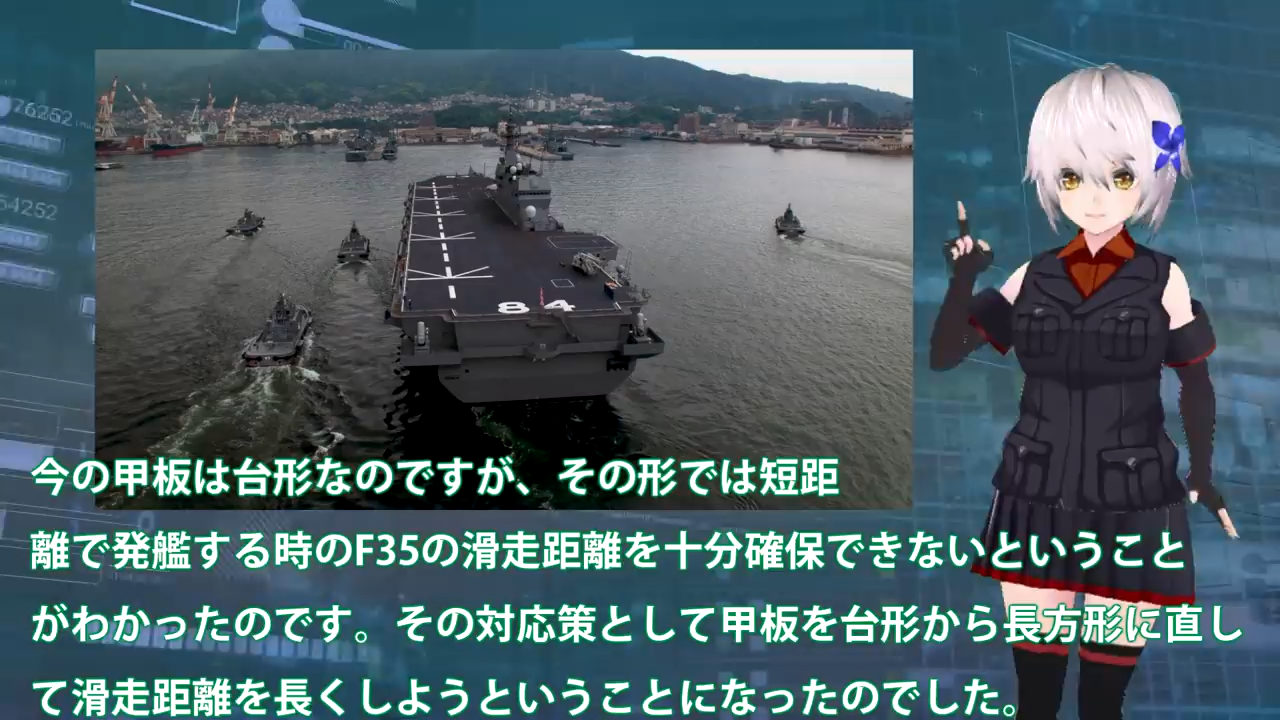 76252
54252
84
今の甲板は台形なのですが、その形では短距
離で発艦する時のF35の滑走距離を十分確保できないということ
がわかったのです。その対応策として甲板を台形から長方形に直し
て滑走距離を長くしようということになったのでした。